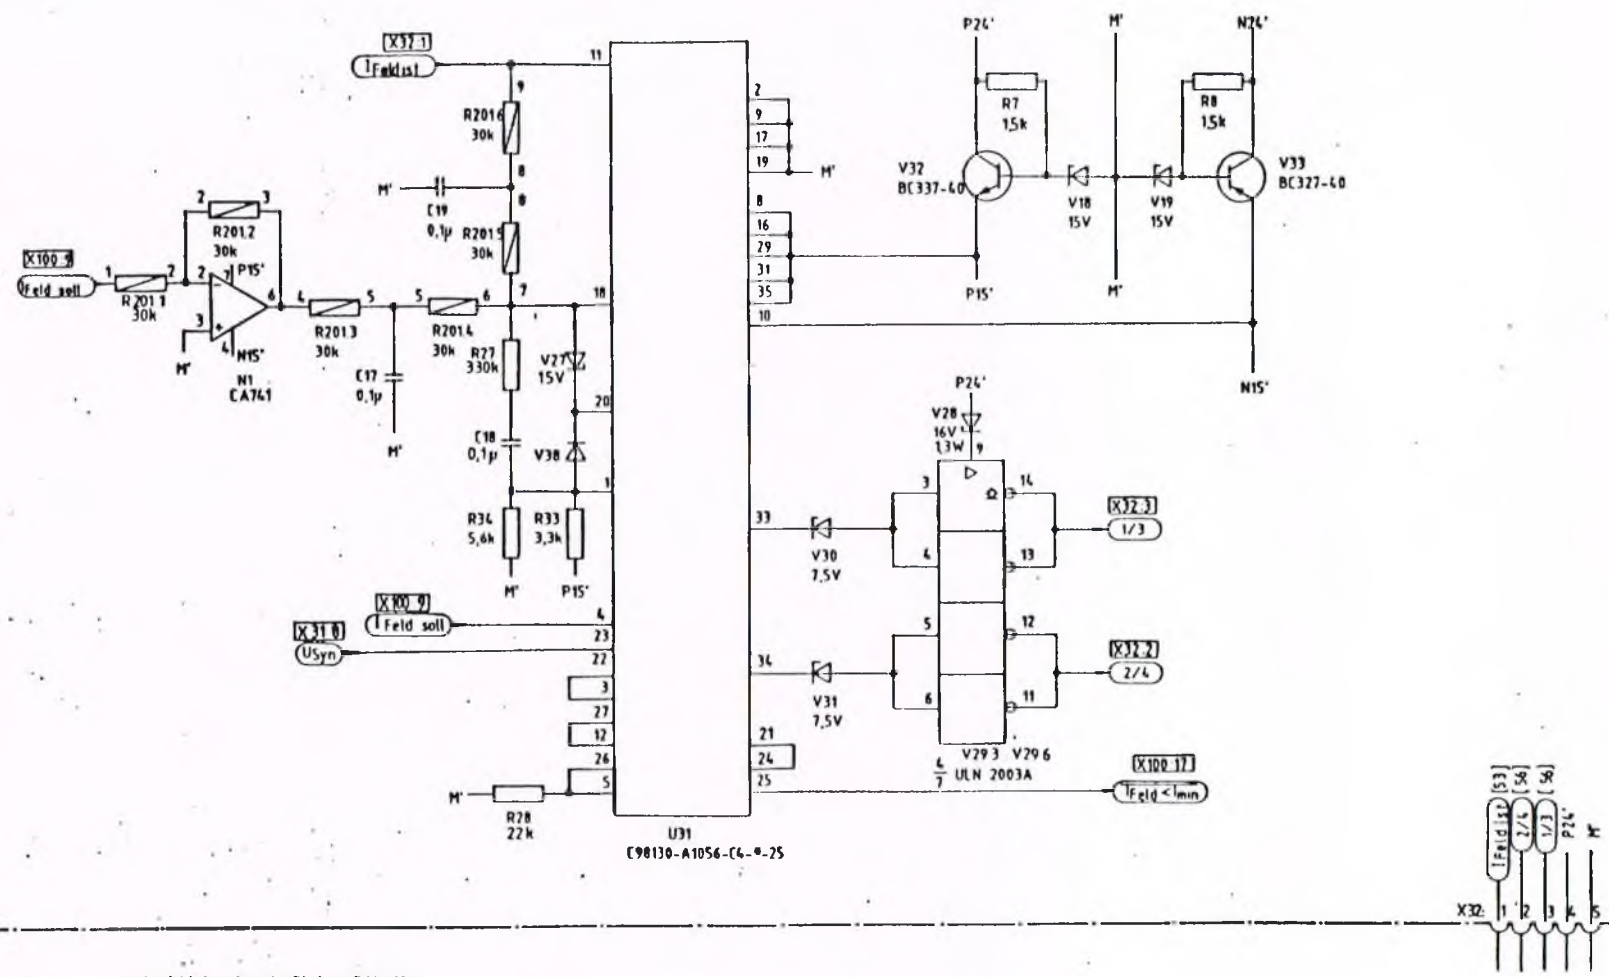 X32.1
IFeldist
11
9
R201.6
30k
8
M'
C19
0,1µ
8
R201.5
30k
7
18
2
3
R201.2
30k
X100.9
IFeld soll
1
2
R201.1
30k
2
7
P15'
3
4
N15'
6
M'
N1
CA741
4
5
R201.3
30k
C17
0,1µ
M'
5
6
R201.4
30k
R27
330k
V27
15V
20
C18
0,1µ
V38
1
R34
5,6k
R33
3,3k
M'
P15'
X100.9
IFeld soll
4
X31.8
USyn
23
22
3
27
12
26
5
M'
R28
22k
U31
C98130-A1056-C4-*-25
2
9
17
19
M'
8
16
29
31
35
10
P24'
M'
N24'
R7
1,5k
R8
1,5k
V32
BC337-40
V18
15V
V19
15V
V33
BC327-40
P15'
M'
N15'
P24'
V28
16V
1,3W
9
33
V30
7,5V
3
4
Ω
14
13
X32.3
1/3
34
V31
7,5V
5
6
12
11
X32.2
2/4
V29.3 V29.6
4/7 ULN 2003A
21
24
25
X100.17
IFeld<Imin
[S3] [S6] [S6]
IFeldist 2/4 1/3 P24' M'
X32: 1 2 3 4 5